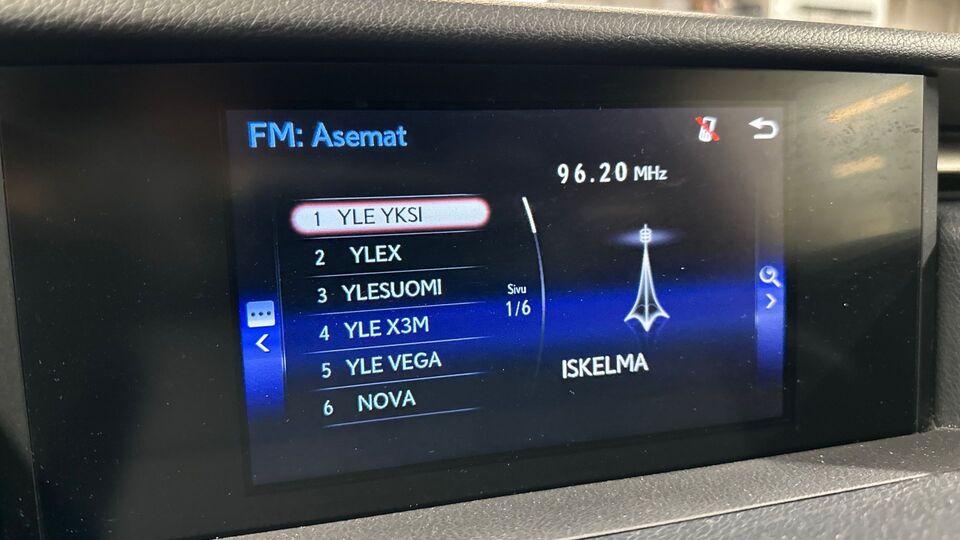 FM: Asemat
96.20 MHz
1 YLE YKSI
2 YLEX
3 YLESUOMI
4 YLE X3M
5 YLE VEGA
6 NOVA
Sivu
1/6
ISKELMA